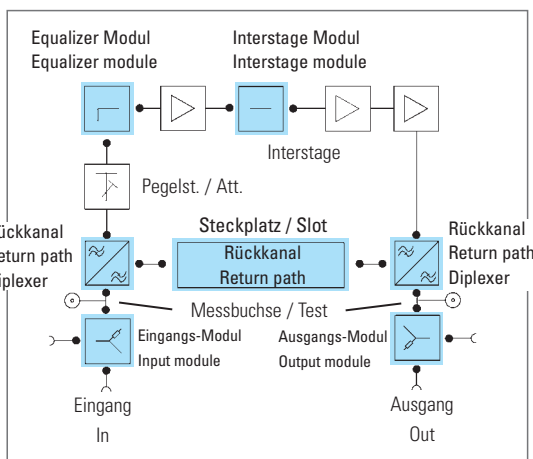 Equalizer Modul
Equalizer module
Interstage Modul
Interstage module
Interstage
Pegelst. / Att.
Steckplatz / Slot
Rückkanal
Return path
ückkanal
eturn path
iplexer
Rückkanal
Return path
Diplexer
Messbuchse / Test
Eingangs-Modul
Input module
Ausgangs-Modul
Output module
Eingang
In
Ausgang
Out